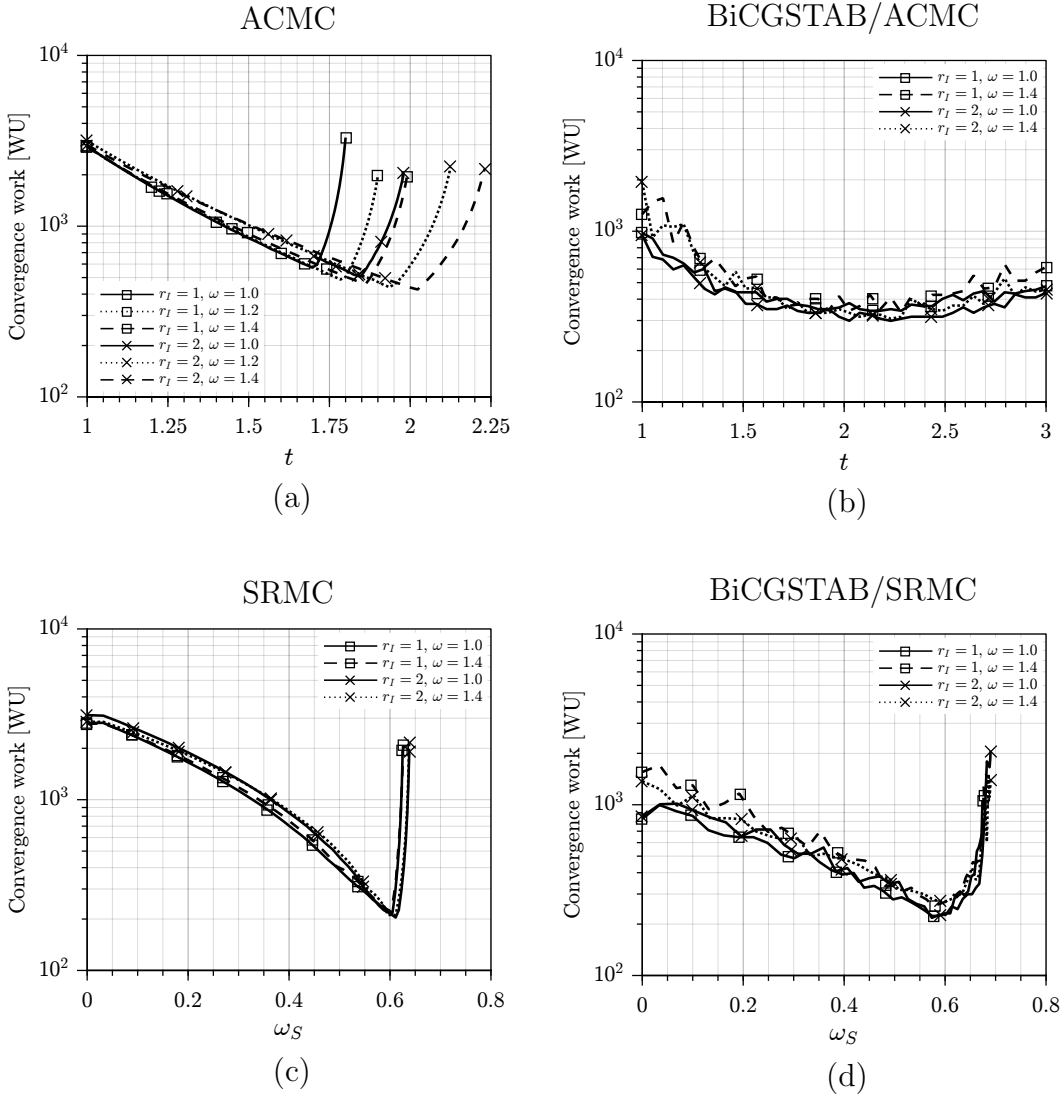 ACMC
10^4
10^3
10^2
Convergence work [WU]
r_I = 1, ω = 1.0
r_I = 1, ω = 1.2
r_I = 1, ω = 1.4
r_I = 2, ω = 1.0
r_I = 2, ω = 1.2
r_I = 2, ω = 1.4
1 1.25 1.5 1.75 2 2.25
t
(a)
BiCGSTAB/ACMC
10^4
10^3
10^2
Convergence work [WU]
r_I = 1, ω = 1.0
r_I = 1, ω = 1.4
r_I = 2, ω = 1.0
r_I = 2, ω = 1.4
1 1.5 2 2.5 3
t
(b)
SRMC
10^4
10^3
10^2
Convergence work [WU]
r_I = 1, ω = 1.0
r_I = 1, ω = 1.4
r_I = 2, ω = 1.0
r_I = 2, ω = 1.4
0 0.2 0.4 0.6 0.8
ω_S
(c)
BiCGSTAB/SRMC
10^4
10^3
10^2
Convergence work [WU]
r_I = 1, ω = 1.0
r_I = 1, ω = 1.4
r_I = 2, ω = 1.0
r_I = 2, ω = 1.4
0 0.2 0.4 0.6 0.8
ω_S
(d)